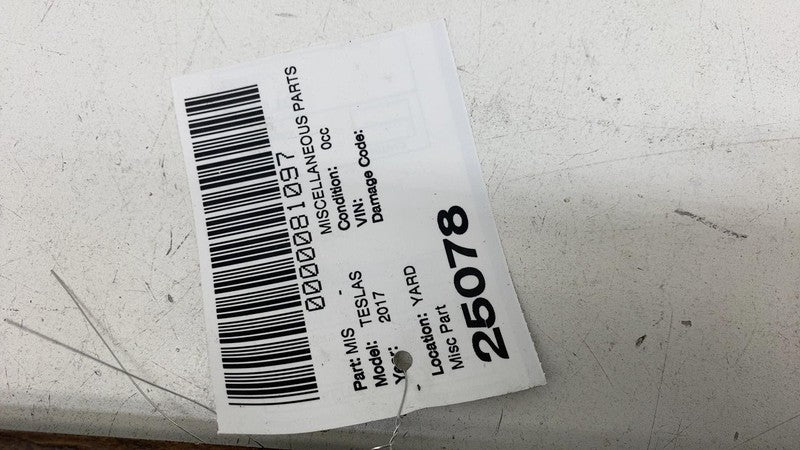 0000081097
Part: MIS - MISCELLANEOUS PARTS
Model: TESLAS Condition: 0cc
Year: 2017 VIN:
Damage Code:
Location: YARD
Misc Part
25078